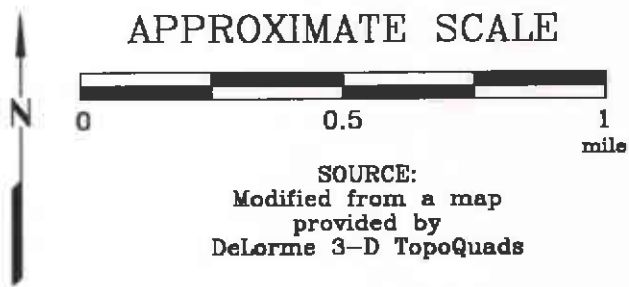 APPROXIMATE SCALE
N
0 0.5 1
mile
SOURCE:
Modified from a map
provided by
DeLorme 3-D TopoQuads